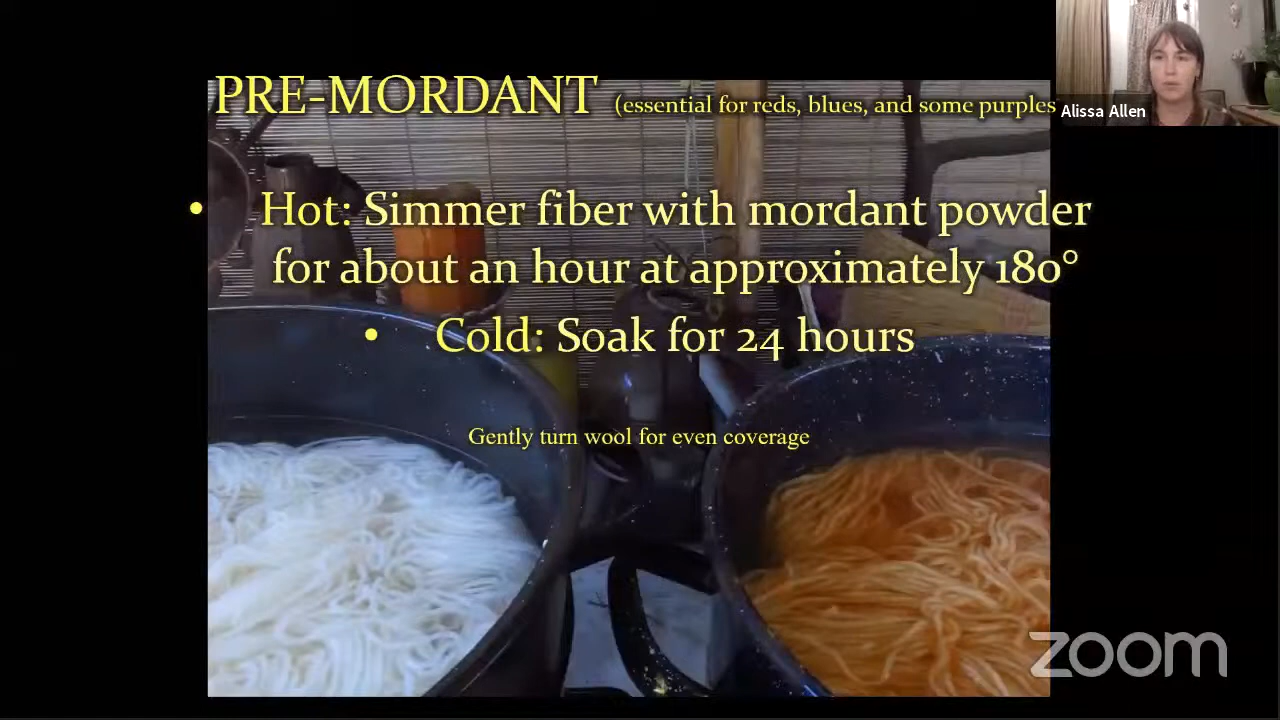 PRE-MORDANT (essential for reds, blues, and some purples
Alissa Allen
• Hot: Simmer fiber with mordant powder
for about an hour at approximately 180°
• Cold: Soak for 24 hours
Gently turn wool for even coverage
zoom